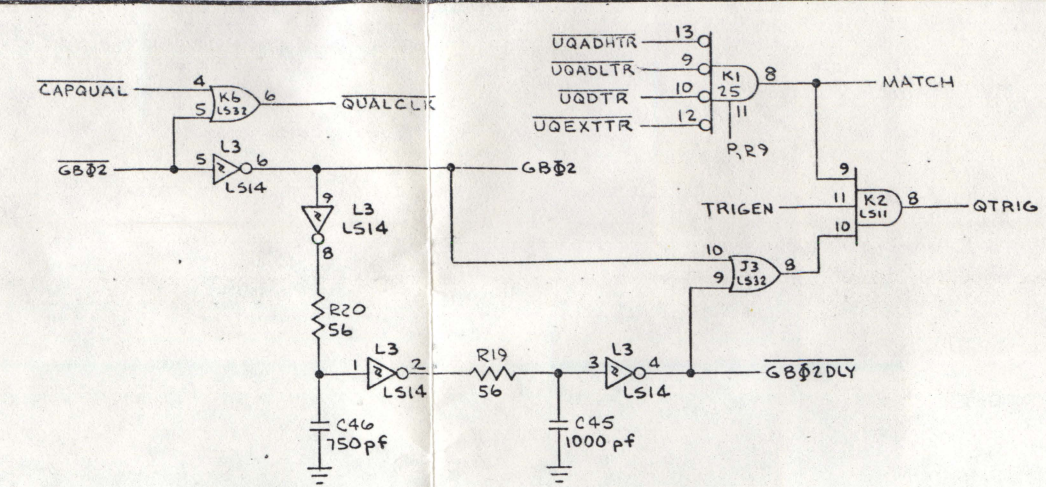 UQADHTR 13
UQADLTR 9
UQDTR 10
UQEXTTR 12
K1
25
11
8
MATCH
P,R9
CAPQUAL 4
5
K6
LS32
6
QUALCLK
GBΦ2
5
L3
6
LS14
GBΦ2
9
L3
LS14
8
R20
56
C46
750pf
1
L3
2
LS14
R19
56
C45
1000pf
3
L3
4
LS14
GBΦ2DLY
10
9
J3
LS32
8
TRIGEN
9
11
10
K2
LS11
8
QTRIG